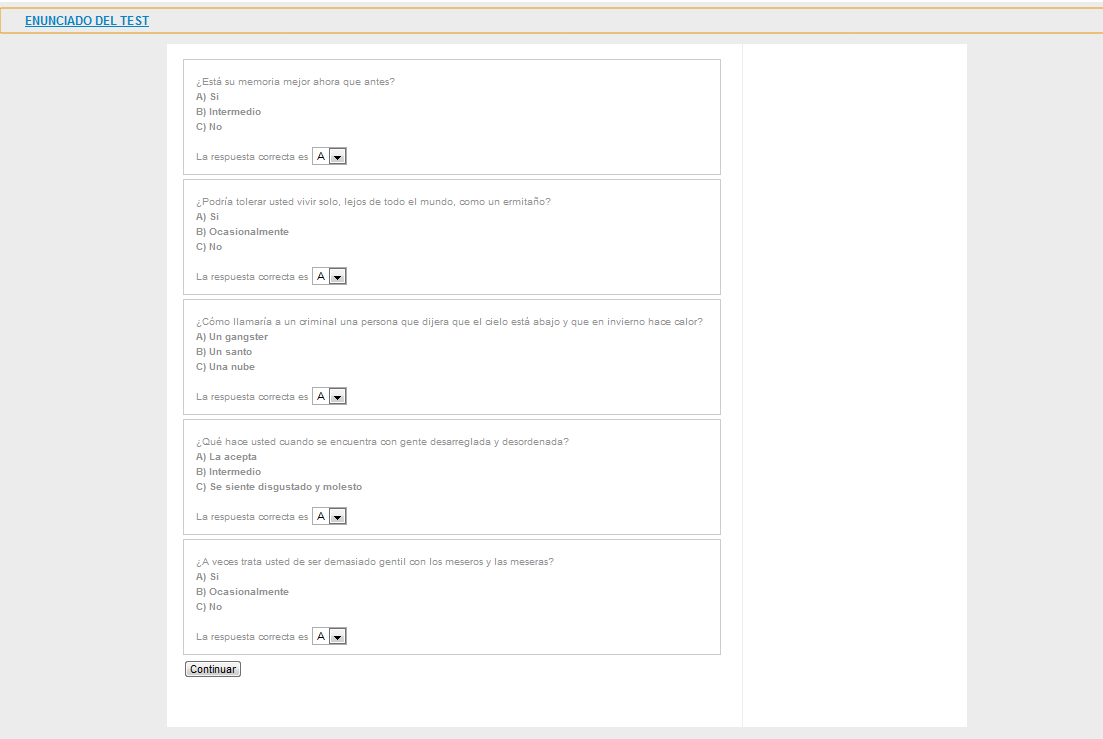 ENUNCIADO DEL TEST
¿Está su memoria mejor ahora que antes?
A) Si
B) Intermedio
C) No
La respuesta correcta es A
¿Podría tolerar usted vivir solo, lejos de todo el mundo, como un ermitaño?
A) Si
B) Ocasionalmente
C) No
La respuesta correcta es A
¿Cómo llamaría a un criminal una persona que dijera que el cielo está abajo y que en invierno hace calor?
A) Un gangster
B) Un santo
C) Una nube
La respuesta correcta es A
¿Qué hace usted cuando se encuentra con gente desarreglada y desordenada?
A) La acepta
B) Intermedio
C) Se siente disgustado y molesto
La respuesta correcta es A
¿A veces trata usted de ser demasiado gentil con los meseros y las meseras?
A) Si
B) Ocasionalmente
C) No
La respuesta correcta es A
Continuar